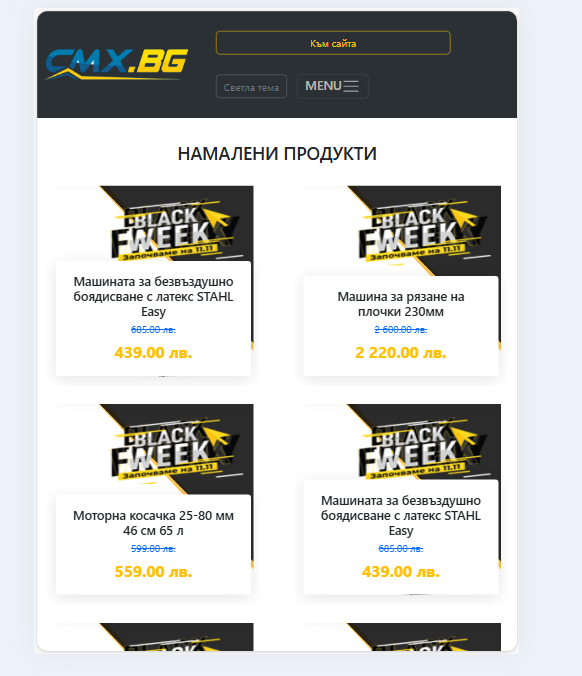 CMX.BG
Към сайта
Светла тема
MENU
НАМАЛЕНИ ПРОДУКТИ
BLACK
WEEK
Започваме на 11.11
Машината за безвъздушно
боядисване с латекс STAHL
Easy
685.00 лв.
439.00 лв.
BLACK
WEEK
Започваме на 11.11
Машина за рязане на
плочки 230мм
2 600.00 лв.
2 220.00 лв.
BLACK
WEEK
Започваме на 11.11
Моторна косачка 25-80 мм
46 см 65 л
599.00 лв.
559.00 лв.
BLACK
WEEK
Започваме на 11.11
Машината за безвъздушно
боядисване с латекс STAHL
Easy
685.00 лв.
439.00 лв.
BLACK
BLACK